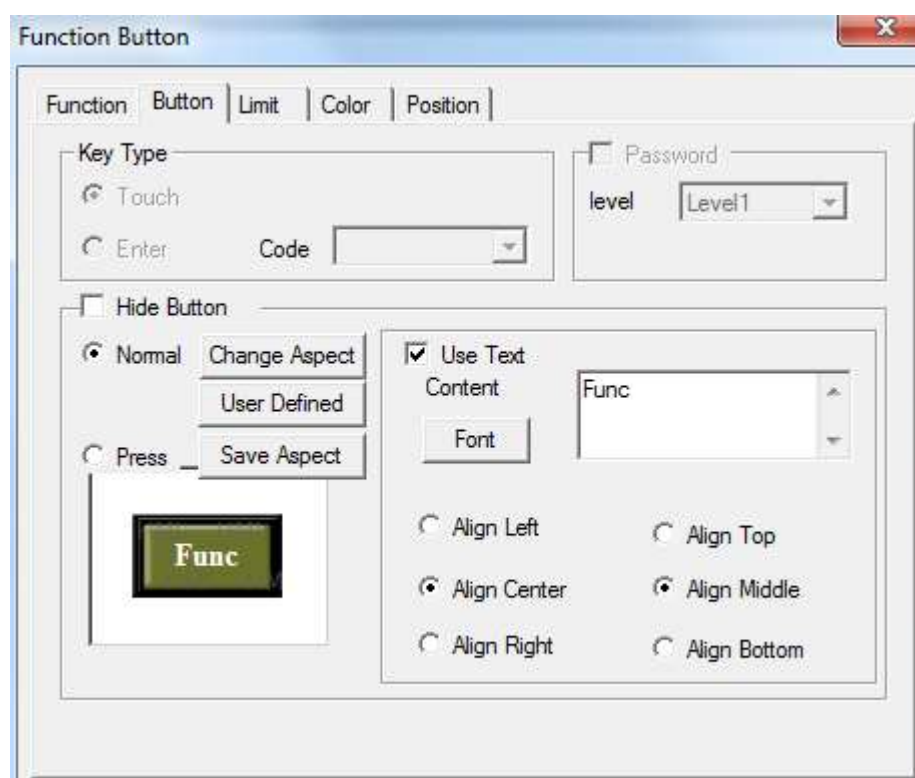 Function Button
Function Button Limit Color Position
Key Type
Touch
Enter Code
Password
level Level1
Hide Button
Normal Change Aspect
User Defined
Press Save Aspect
Func
Use Text
Content Func
Font
Align Left Align Top
Align Center Align Middle
Align Right Align Bottom